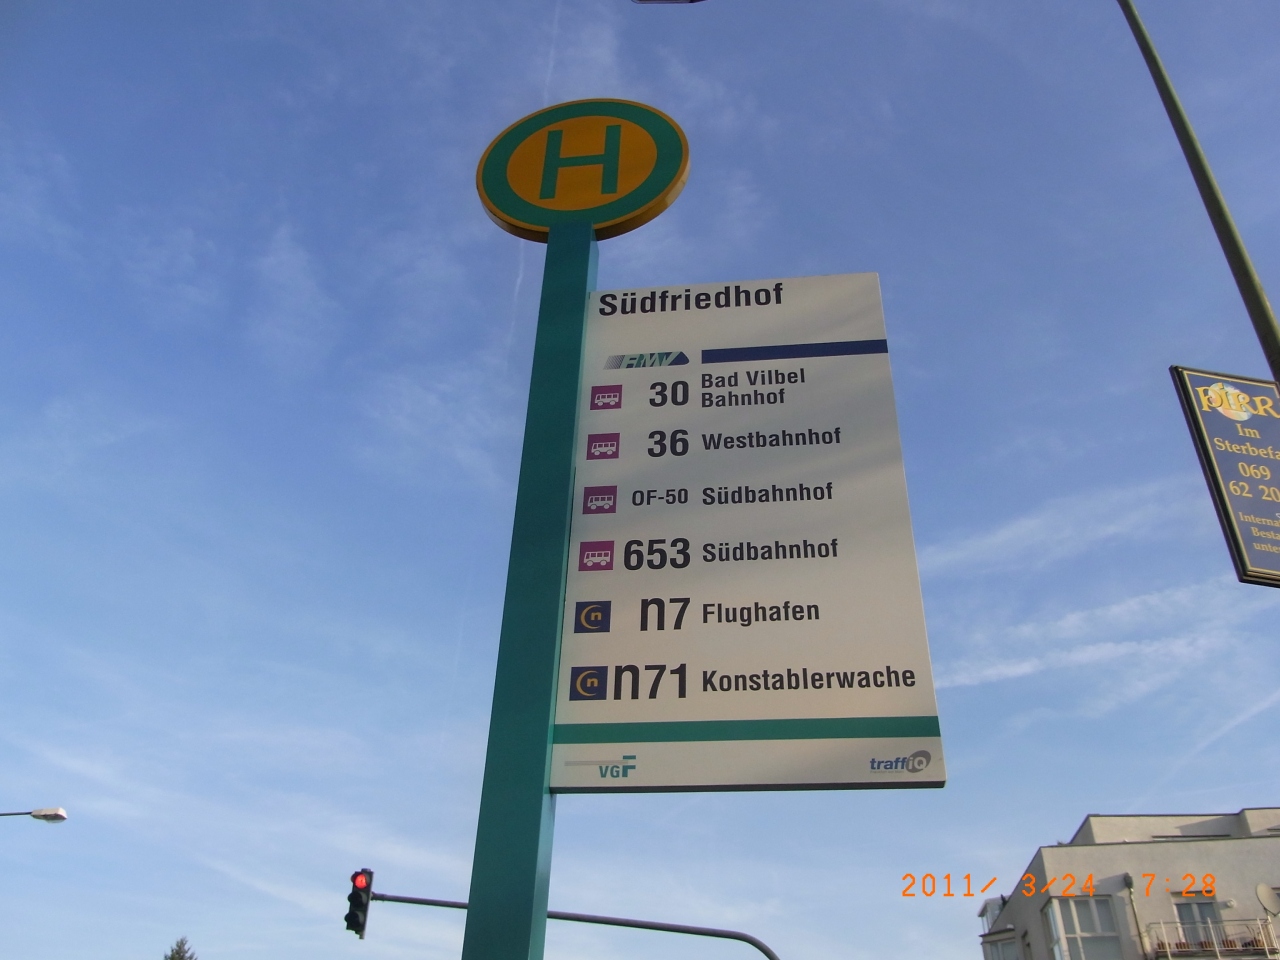 H
Südfriedhof
RMV
30 Bad Vilbel
Bahnhof
36 Westbahnhof
OF-50 Südbahnhof
653 Südbahnhof
n n7 Flughafen
n n71 Konstablerwache
VGF
traffiQ
Im
069
62 20
2011/ 3/24 7:28